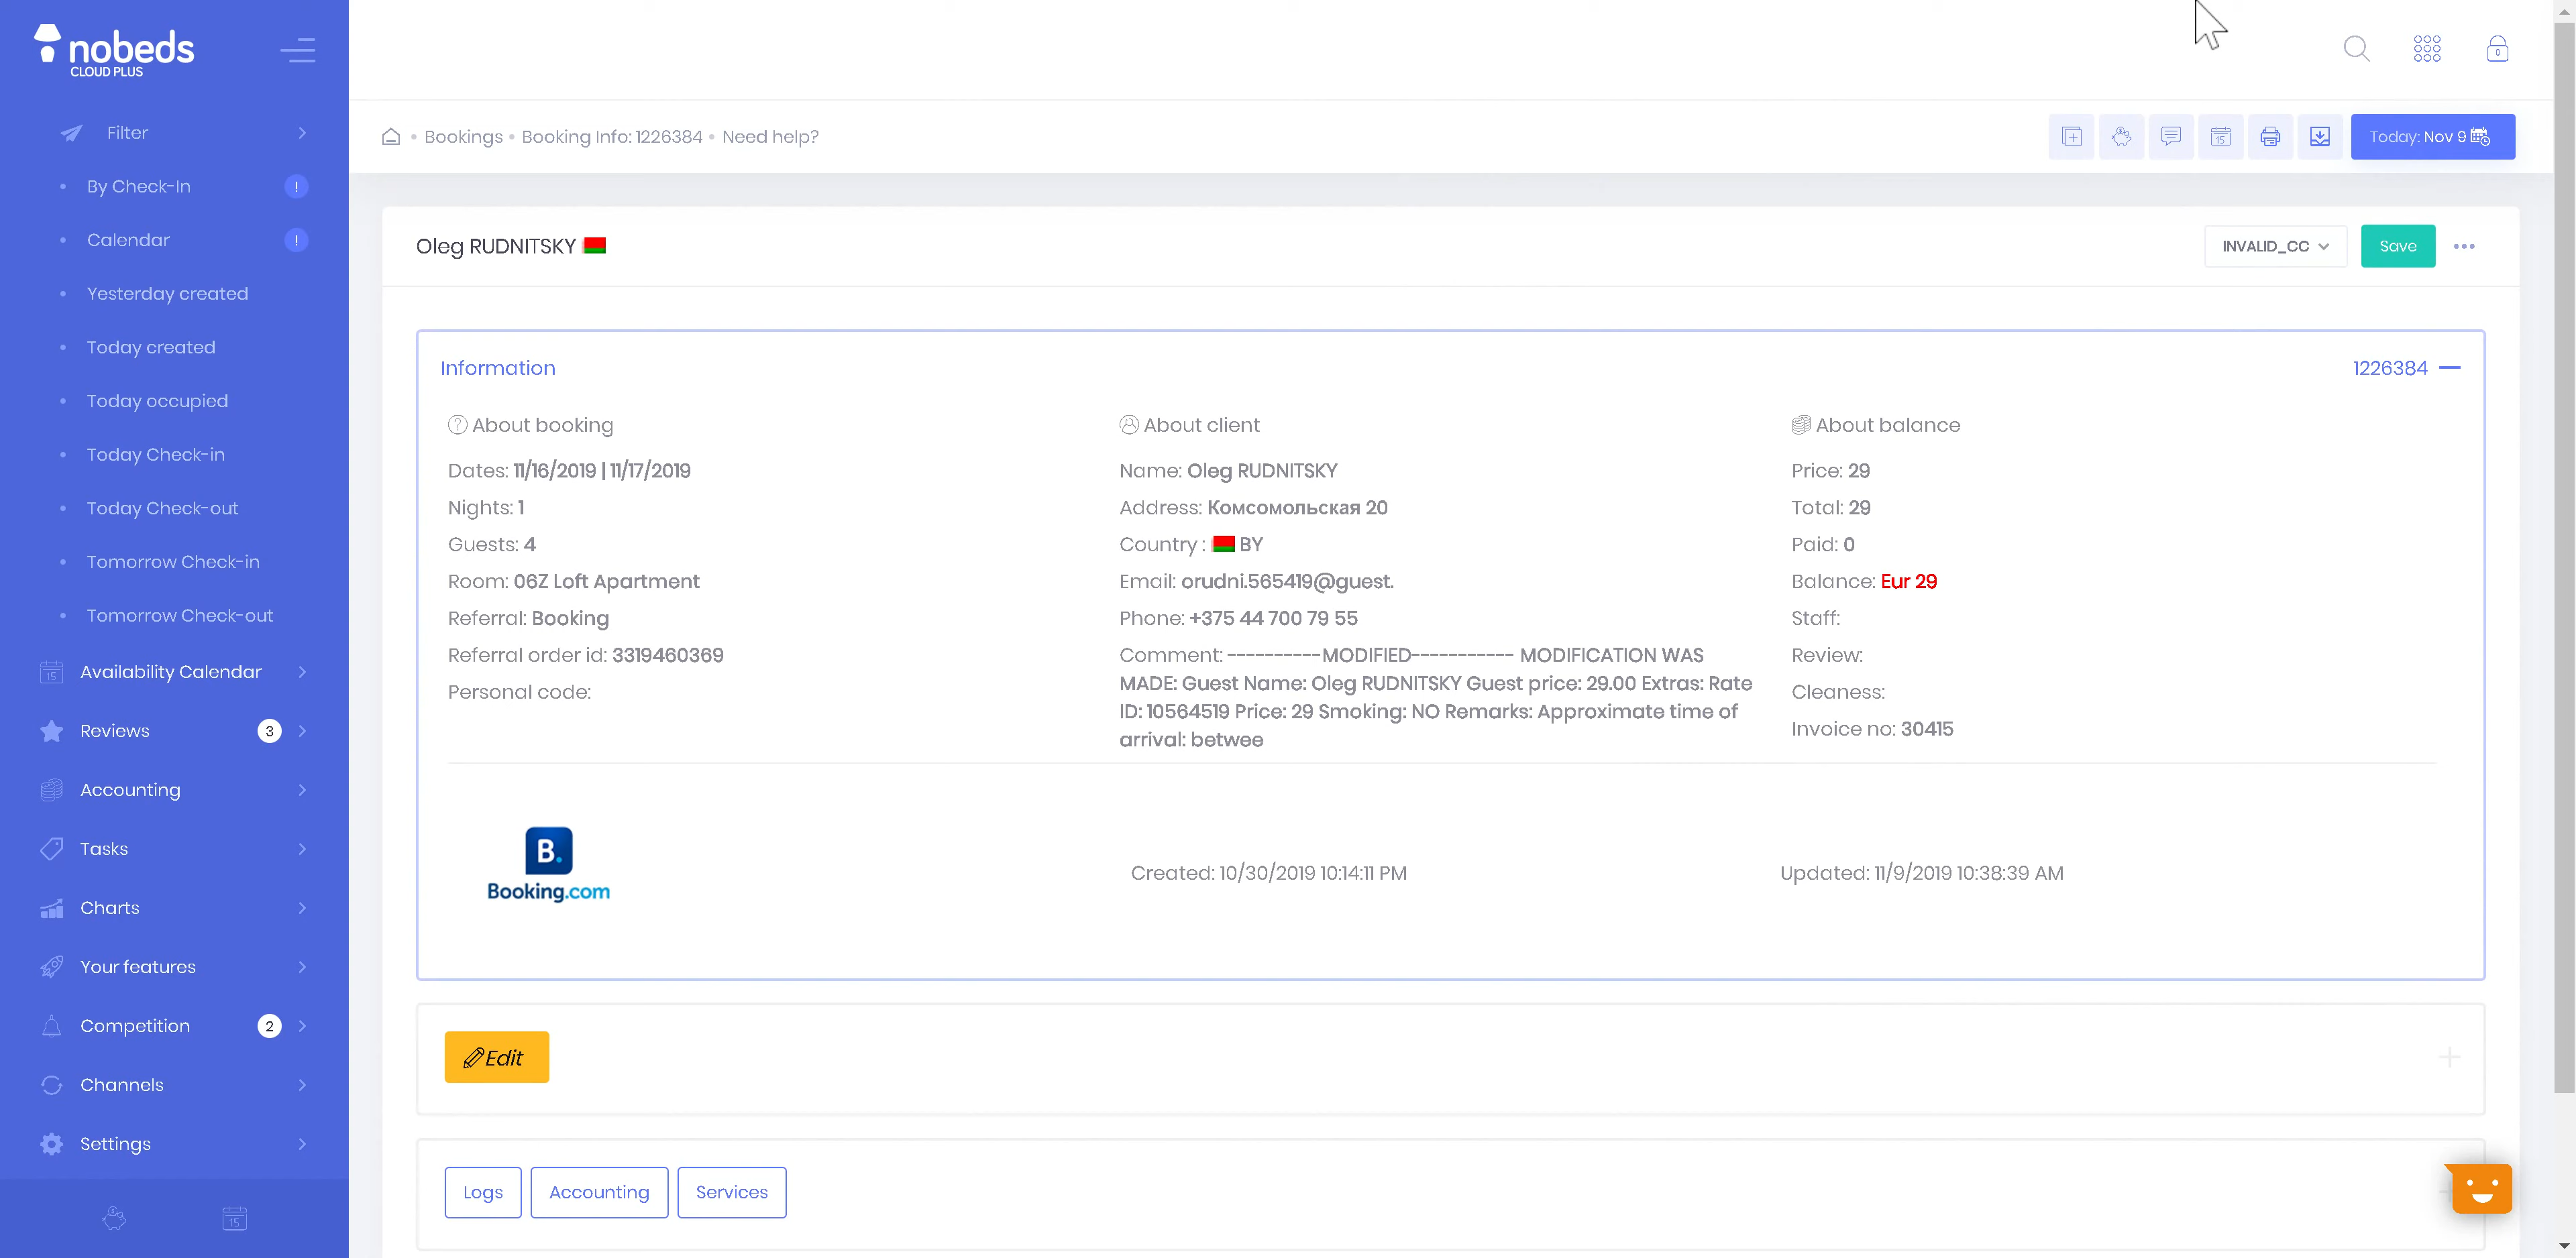 nobeds
CLOUD PLUS
Filter
By Check-In !
Calendar !
Yesterday created
Today created
Today occupied
Today Check-in
Today Check-out
Tomorrow Check-in
Tomorrow Check-out
Availability Calendar
Reviews 3
Accounting
Tasks
Charts
Your features
Competition 2
Channels
Settings
15
Bookings • Booking Info: 1226384 • Need help?
15
Today: Nov 9
Oleg RUDNITSKY
INVALID_CC
Save
Information
1226384
About booking
Dates: 11/16/2019 | 11/17/2019
Nights: 1
Guests: 4
Room: 06Z Loft Apartment
Referral: Booking
Referral order id: 3319460369
Personal code:
About client
Name: Oleg RUDNITSKY
Address: Комсомольская 20
Country : BY
Email: orudni.565419@guest.
Phone: +375 44 700 79 55
Comment: ----------MODIFIED----------- MODIFICATION WAS
MADE: Guest Name: Oleg RUDNITSKY Guest price: 29.00 Extras: Rate
ID: 10564519 Price: 29 Smoking: NO Remarks: Approximate time of
arrival: betwee
About balance
Price: 29
Total: 29
Paid: 0
Balance: Eur 29
Staff:
Review:
Cleaness:
Invoice no: 30415
B.
Booking.com
Created: 10/30/2019 10:14:11 PM
Updated: 11/9/2019 10:38:39 AM
Edit
Logs
Accounting
Services
15